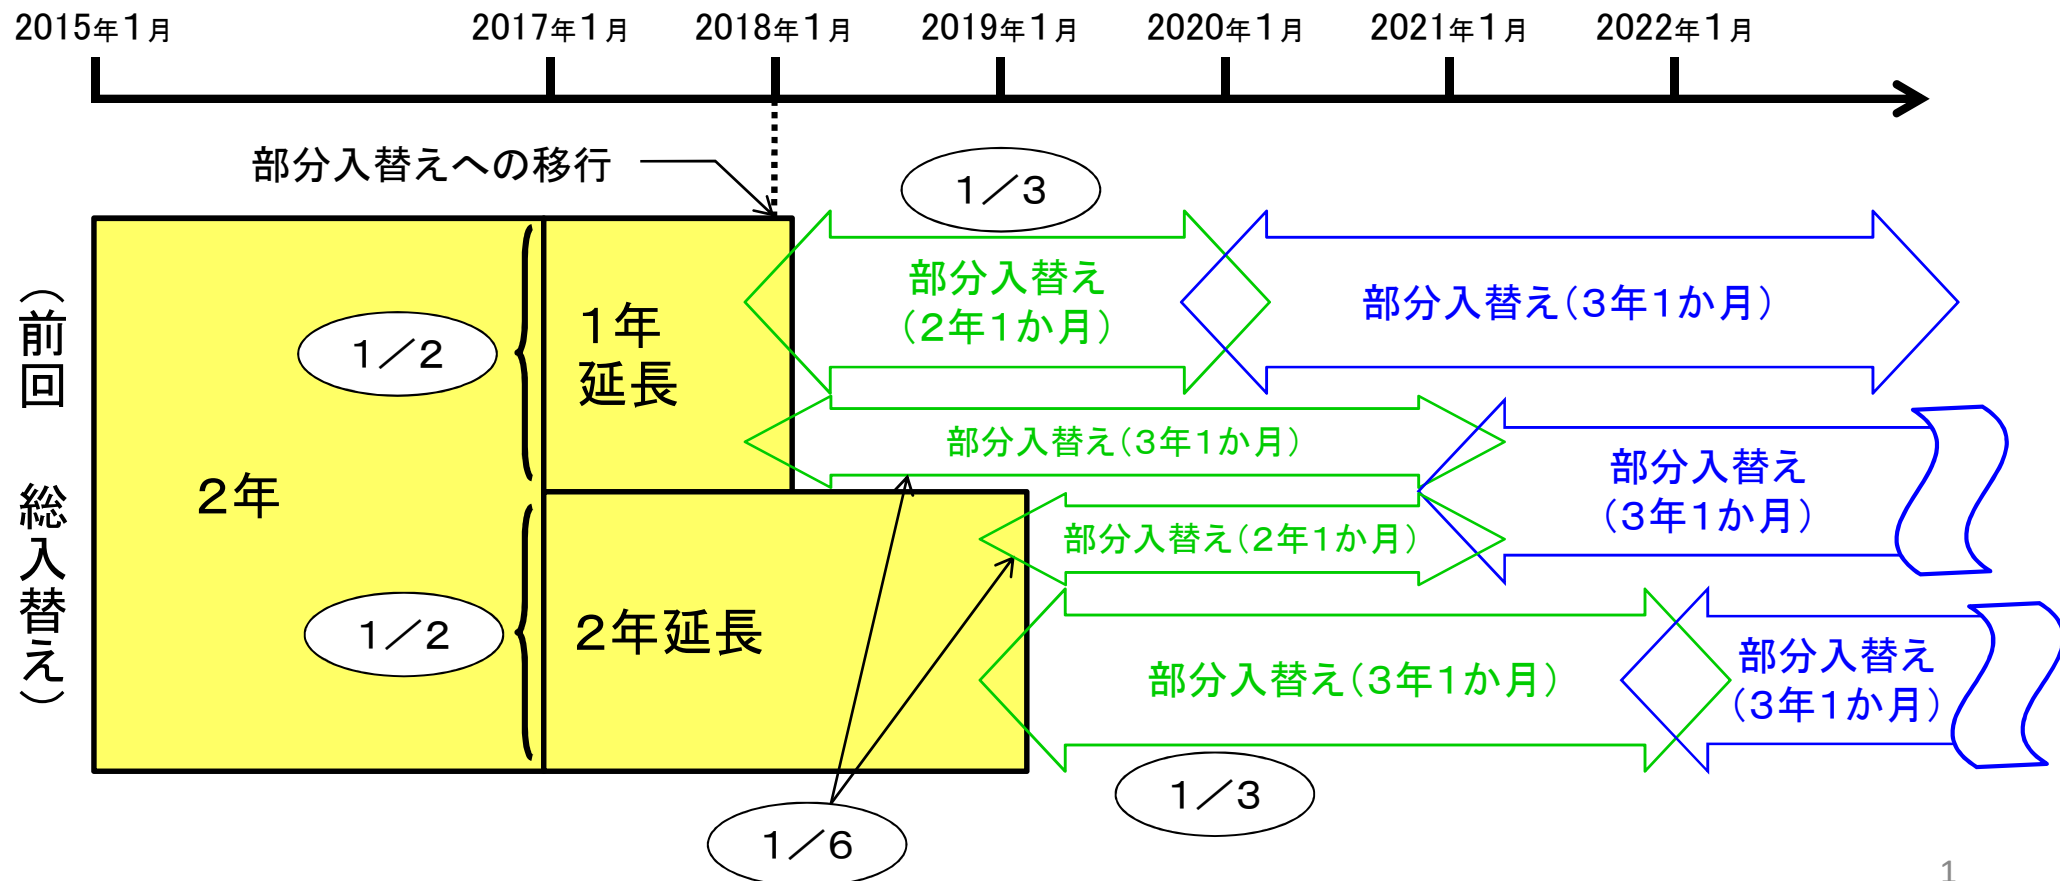 2015年1月
2017年1月
2018年1月
2019年1月
2020年1月
2021年1月
2022年1月
部分入替えへの移行
1／3
（前回　総入替え）
2年
1／2
1年
延長
部分入替え
（2年1か月）
部分入替え（3年1か月）
部分入替え（3年1か月）
部分入替え
（3年1か月）
1／2
2年延長
部分入替え（2年1か月）
部分入替え（3年1か月）
部分入替え
（3年1か月）
1／3
1／6
1